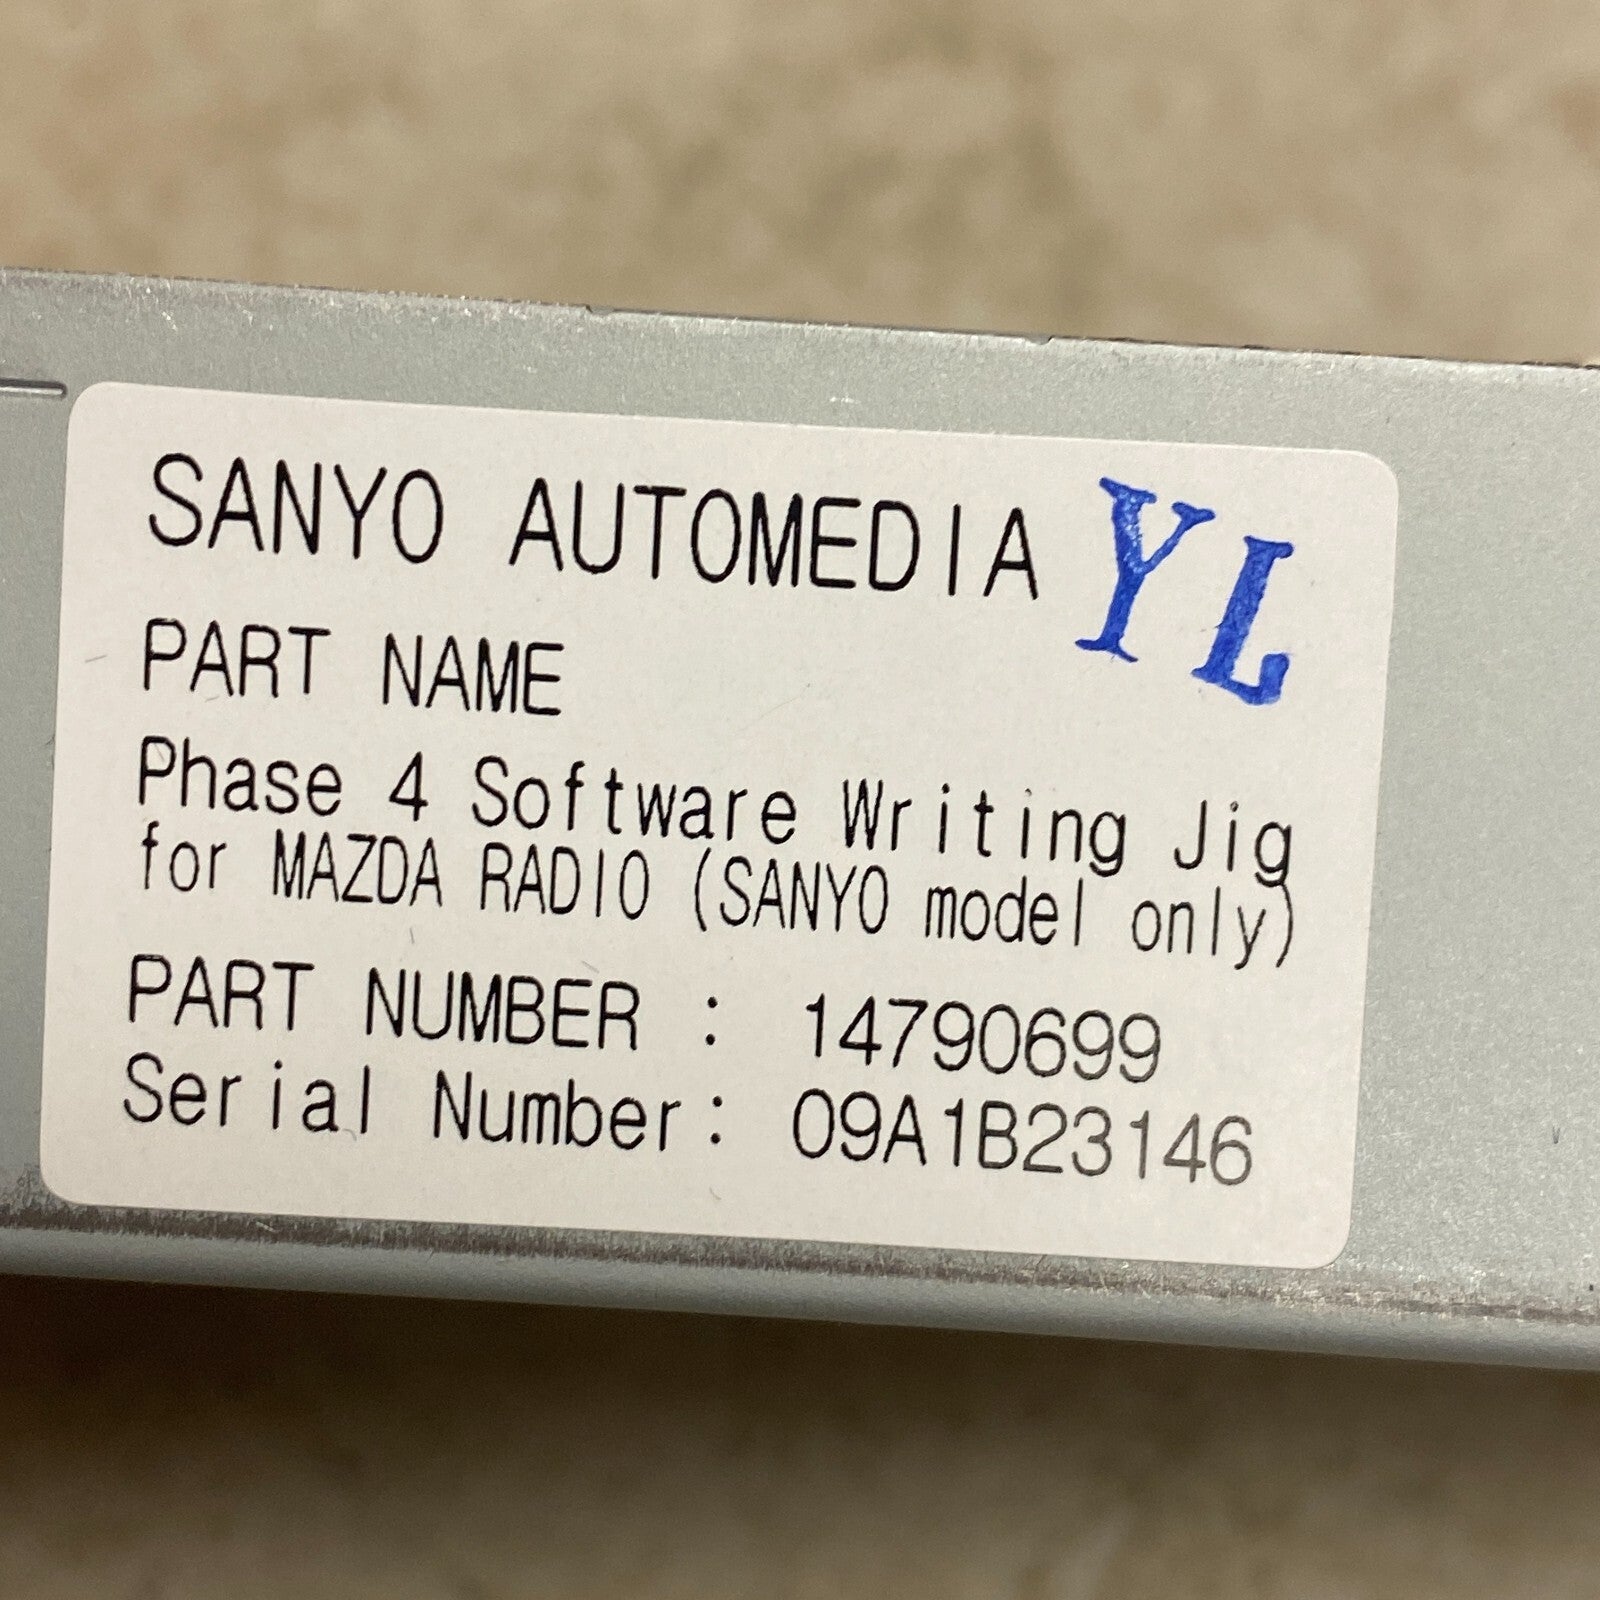 SANYO AUTOMEDIA YL
PART NAME
Phase 4 Software Writing Jig
for MAZDA RADIO (SANYO model only)
PART NUMBER : 14790699
Serial Number: 09A1B23146